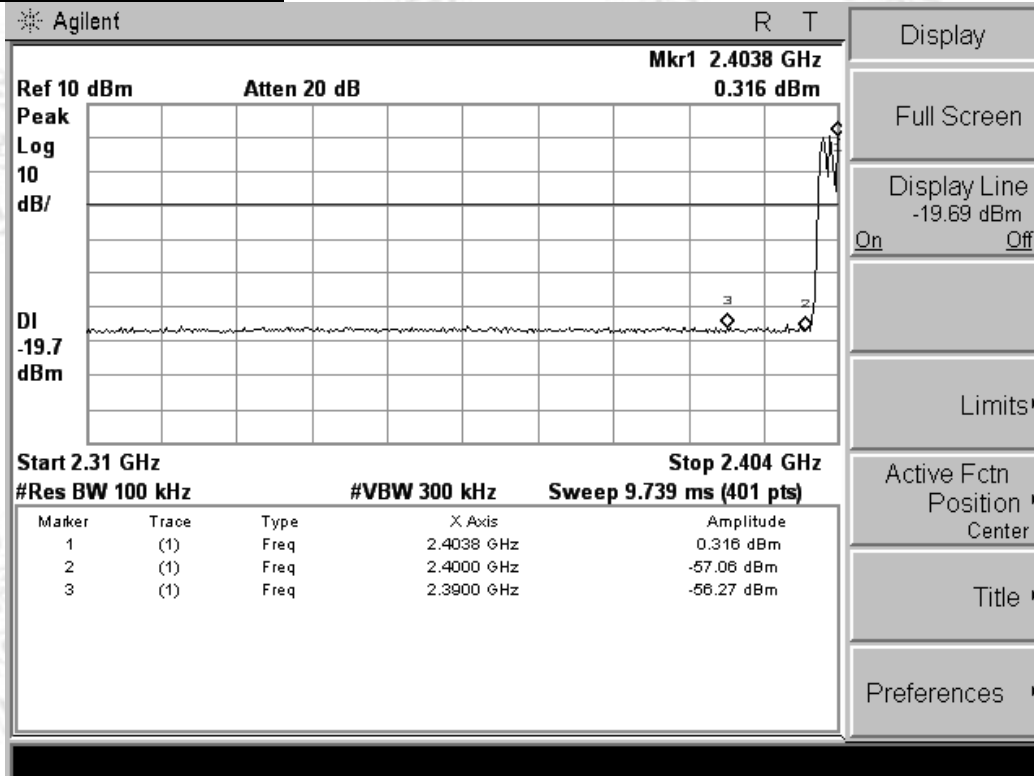 Agilent R T
Mkr1 2.4038 GHz
Ref 10 dBm Atten 20 dB 0.316 dBm
Peak
Log
10
dB/
3
2
DI
-19.7
dBm
Start 2.31 GHz Stop 2.404 GHz
#Res BW 100 kHz #VBW 300 kHz Sweep 9.739 ms (401 pts)
Marker Trace Type X Axis Amplitude
1 (1) Freq 2.4038 GHz 0.316 dBm
2 (1) Freq 2.4000 GHz -57.06 dBm
3 (1) Freq 2.3900 GHz -56.27 dBm
Display
Full Screen
Display Line
-19.69 dBm
On Off
Limits
Active Fctn
Position
Center
Title
Preferences